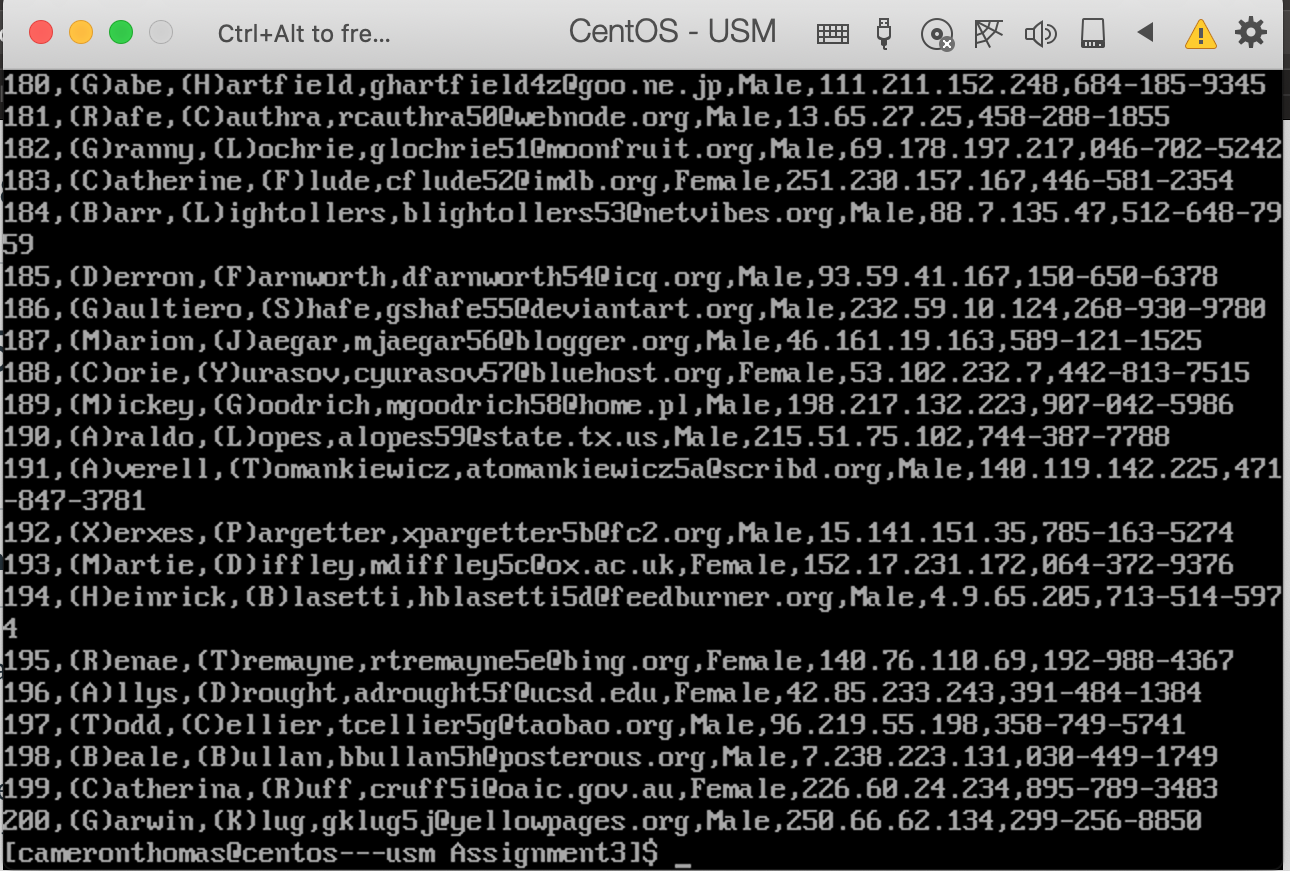 Ctrl+Alt to fre... CentOS - USM
180,(G)abe,(H)artfield,ghartfield4z@goo.ne.jp,Male,111.211.152.248,684-185-9345
181,(R)afe,(C)authra,rcauthra50@webnode.org,Male,13.65.27.25,458-288-1855
182,(G)ranny,(L)ochrie,glochrie51@moonfruit.org,Male,69.178.197.217,046-702-5242
183,(C)atherine,(F)lude,cflude52@imdb.org,Female,251.230.157.167,446-581-2354
184,(B)arr,(L)ightollers,blightollers53@netvibes.org,Male,88.7.135.47,512-648-79
59
185,(D)erron,(F)arnworth,dfarnworth54@icq.org,Male,93.59.41.167,150-650-6378
186,(G)aultiero,(S)hafe,gshafe55@deviantart.org,Male,232.59.10.124,268-930-9780
187,(M)arion,(J)aegar,mjaegar56@blogger.org,Male,46.161.19.163,589-121-1525
188,(C)orie,(Y)urasov,cyurasov57@bluehost.org,Female,53.102.232.7,442-813-7515
189,(M)ickey,(G)oodrich,mgoodrich58@home.pl,Male,198.217.132.223,907-042-5986
190,(A)raldo,(L)opes,alopes59@state.tx.us,Male,215.51.75.102,744-387-7788
191,(A)verell,(T)omankiewicz,atomankiewicz5a@scribd.org,Male,140.119.142.225,471
-847-3781
192,(X)erxes,(P)argetter,xpargetter5b@fc2.org,Male,15.141.151.35,785-163-5274
193,(M)artie,(D)iffley,mdiffley5c@ox.ac.uk,Female,152.17.231.172,064-372-9376
194,(H)einrick,(B)lasetti,hblasetti5d@feedburner.org,Male,4.9.65.205,713-514-597
4
195,(R)enae,(T)remayne,rtremayne5e@bing.org,Female,140.76.110.69,192-988-4367
196,(A)llys,(D)rought,adrought5f@ucsd.edu,Female,42.85.233.243,391-484-1384
197,(T)odd,(C)ellier,tcellier5g@taobao.org,Male,96.219.55.198,358-749-5741
198,(B)eale,(B)ullan,bbullan5h@posterous.org,Male,7.238.223.131,030-449-1749
199,(C)atherina,(R)uff,cruff5i@oaic.gov.au,Female,226.60.24.234,895-789-3483
200,(G)arwin,(K)lug,gklug5j@yellowpages.org,Male,250.66.62.134,299-256-8850
[cameronthomas@centos---usm Assignment3]$ _